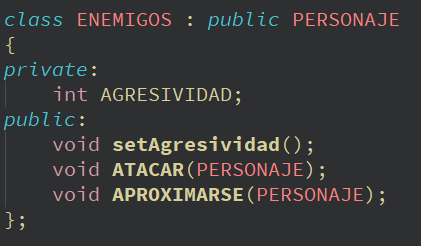 class ENEMIGOS : public PERSONAJE
{
private:
    int AGRESIVIDAD;
public:
    void setAgresividad();
    void ATACAR(PERSONAJE);
    void APROXIMARSE(PERSONAJE);
};